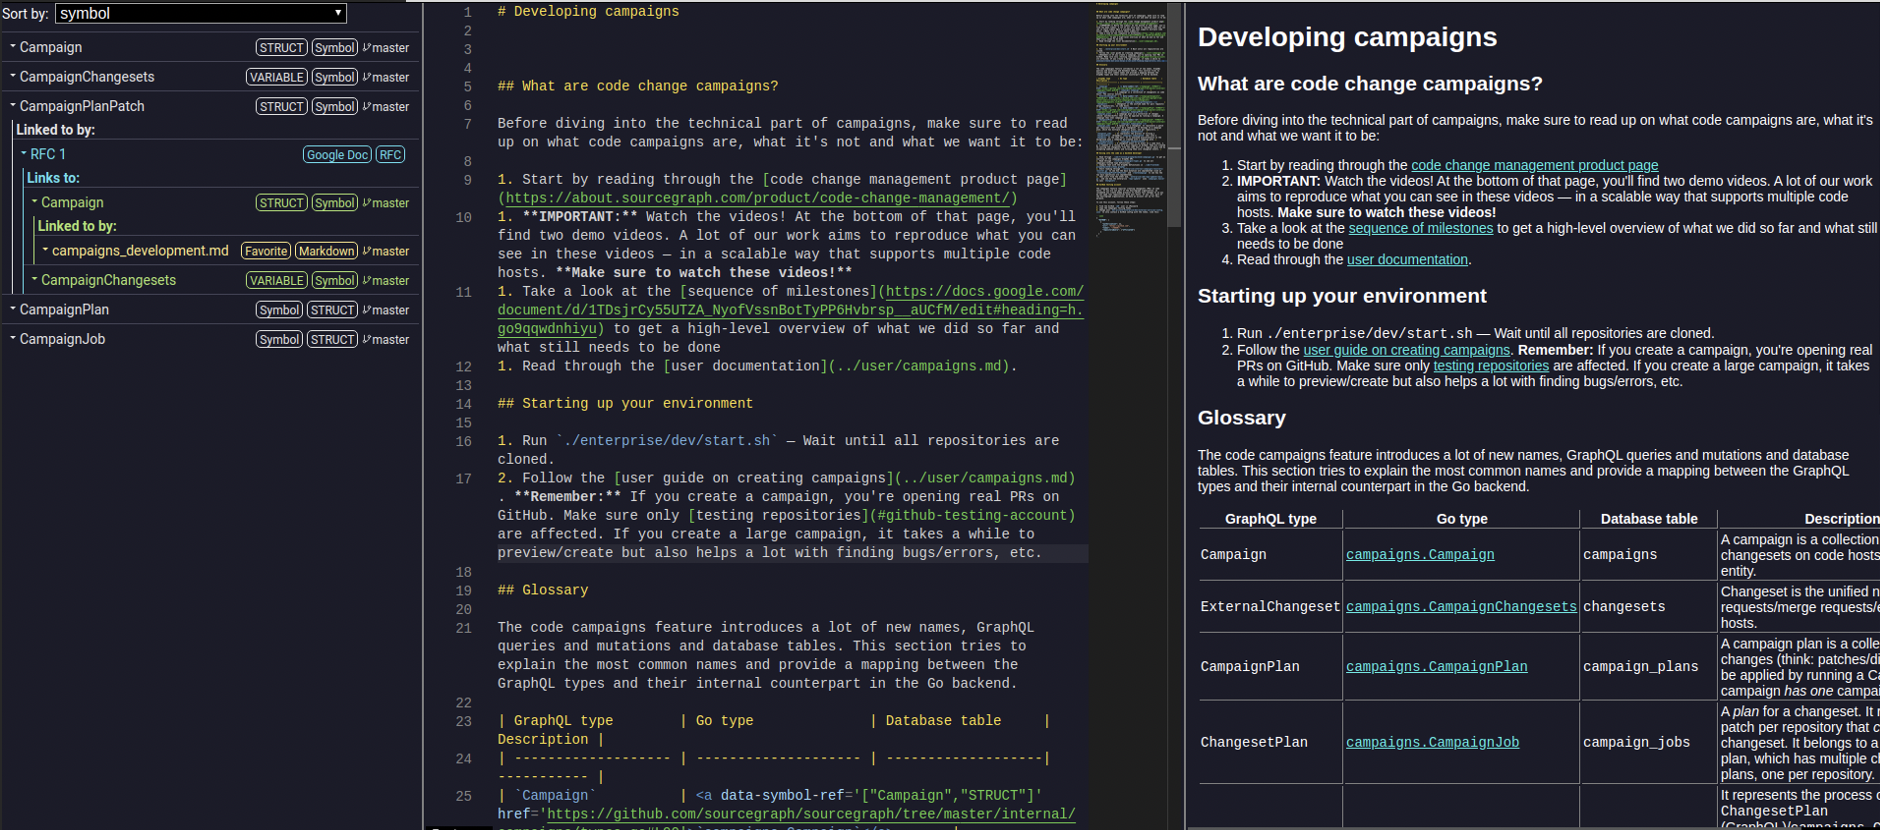 Sort by: symbol
Campaign STRUCT Symbol master
CampaignChangesets VARIABLE Symbol master
CampaignPlanPatch STRUCT Symbol master
Linked to by:
RFC 1 Google Doc RFC
Links to:
Campaign STRUCT Symbol master
Linked to by:
campaigns_development.md Favorite Markdown
CampaignChangesets VARIABLE Symbol master
CampaignPlan Symbol STRUCT master
CampaignJob Symbol STRUCT master
1 # Developing campaigns
2
3
4
5 ## What are code change campaigns?
6
7 Before diving into the technical part of campaigns, make sure to read
up on what code campaigns are, what it's not and what we want it to be:
8
9 1. Start by reading through the [code change management product page]
(https://about.sourcegraph.com/product/code-change-management/)
10 1. **IMPORTANT:** Watch the videos! At the bottom of that page, you'll
find two demo videos. A lot of our work aims to reproduce what you can
see in these videos — in a scalable way that supports multiple code
hosts. **Make sure to watch these videos!**
11 1. Take a look at the [sequence of milestones](https://docs.google.com/
document/d/1TDsjrCy55UTZA_NyofVssnBotTyPP6Hvbrsp__aUCfM/edit#heading=h.
go9qqwdnhiyu) to get a high-level overview of what we did so far and
what still needs to be done
12 1. Read through the [user documentation](../user/campaigns.md).
13
14 ## Starting up your environment
15
16 1. Run `./enterprise/dev/start.sh` — Wait until all repositories are
cloned.
17 2. Follow the [user guide on creating campaigns](../user/campaigns.md)
. **Remember:** If you create a campaign, you're opening real PRs on
GitHub. Make sure only [testing repositories](#github-testing-account)
are affected. If you create a large campaign, it takes a while to
preview/create but also helps a lot with finding bugs/errors, etc.
18
19 ## Glossary
20
21 The code campaigns feature introduces a lot of new names, GraphQL
queries and mutations and database tables. This section tries to
explain the most common names and provide a mapping between the
GraphQL types and their internal counterpart in the Go backend.
22
23 | GraphQL type | Go type | Database table |
Description |
24 | ------------------- | -------------------- | -------------------|
----------- |
25 | `Campaign` | <a data-symbol-ref='["Campaign","STRUCT"]'
href='https://github.com/sourcegraph/sourcegraph/tree/master/internal/
Developing campaigns
What are code change campaigns?
Before diving into the technical part of campaigns, make sure to read up on what code campaigns are, what it's
not and what we want it to be:
1. Start by reading through the code change management product page
2. IMPORTANT: Watch the videos! At the bottom of that page, you'll find two demo videos. A lot of our work
aims to reproduce what you can see in these videos — in a scalable way that supports multiple code
hosts. Make sure to watch these videos!
3. Take a look at the sequence of milestones to get a high-level overview of what we did so far and what still
needs to be done
4. Read through the user documentation.
Starting up your environment
1. Run ./enterprise/dev/start.sh — Wait until all repositories are cloned.
2. Follow the user guide on creating campaigns. Remember: If you create a campaign, you're opening real
PRs on GitHub. Make sure only testing repositories are affected. If you create a large campaign, it takes
a while to preview/create but also helps a lot with finding bugs/errors, etc.
Glossary
The code campaigns feature introduces a lot of new names, GraphQL queries and mutations and database
tables. This section tries to explain the most common names and provide a mapping between the GraphQL
types and their internal counterpart in the Go backend.
GraphQL type Go type Database table Description
Campaign campaigns.Campaign campaigns A campaign is a collection
changesets on code hosts
entity.
ExternalChangeset campaigns.CampaignChangesets changesets Changeset is the unified n
requests/merge requests/e
hosts.
CampaignPlan campaigns.CampaignPlan campaign_plans A campaign plan is a colle
changes (think: patches/di
be applied by running a Ca
campaign has one campai
ChangesetPlan campaigns.CampaignJob campaign_jobs A plan for a changeset. It r
patch per repository that c
changeset. It belongs to a
plan, which has multiple cl
plans, one per repository.
It represents the process o
ChangesetPlan